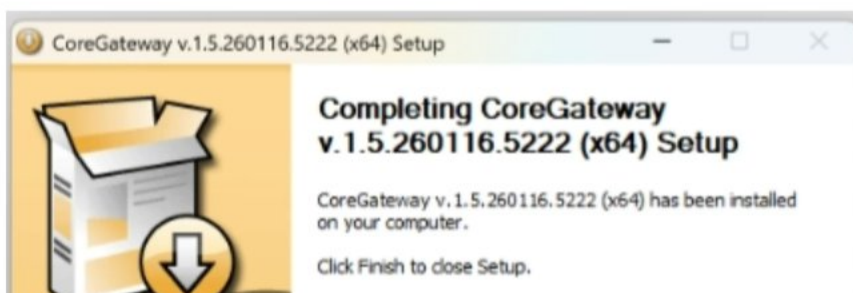 CoreGateway v.1.5.260116.5222 (x64) Setup
Completing CoreGateway
v.1.5.260116.5222 (x64) Setup
CoreGateway v.1.5.260116.5222 (x64) has been installed
on your computer.
Click Finish to close Setup.